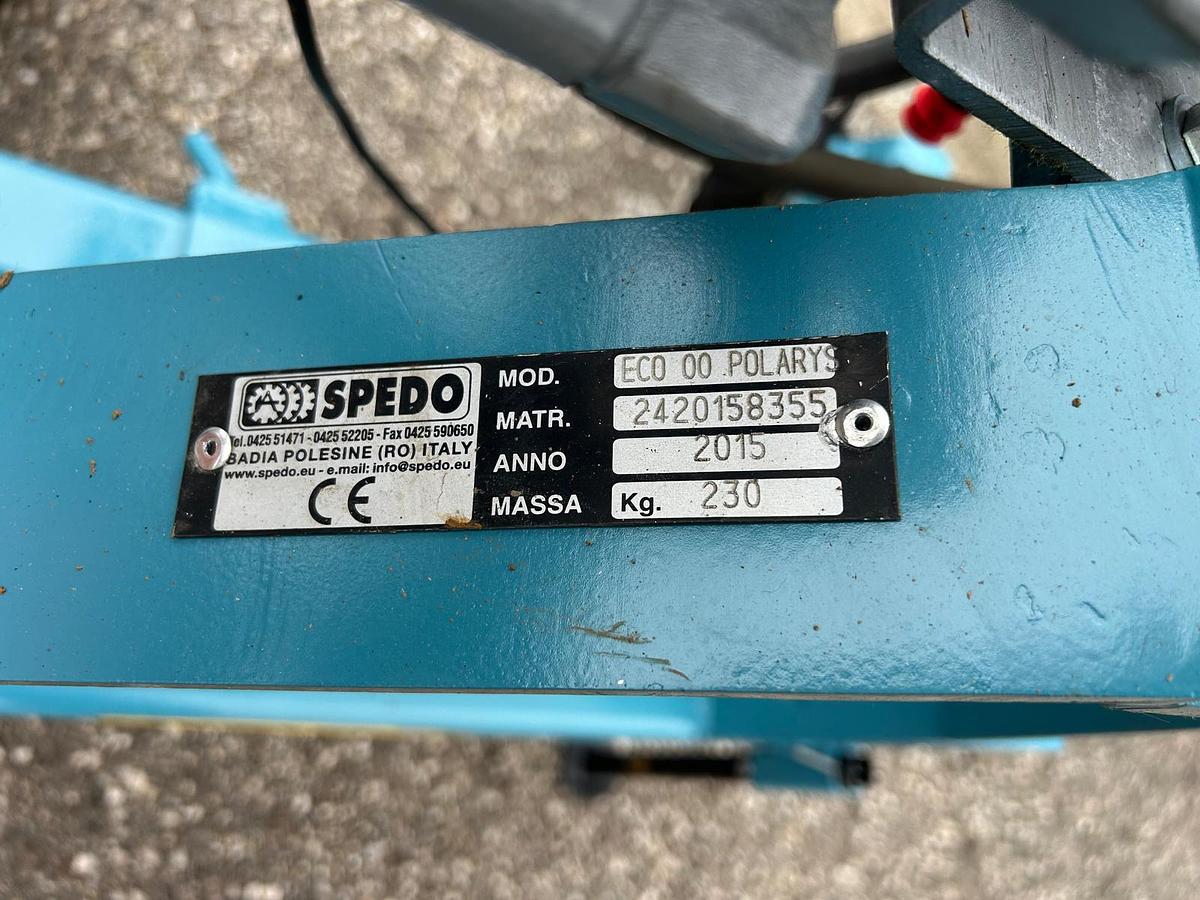 A SPEDO
Tel. 0425 51471 - 0425 52205 - Fax 0425 590650
BADIA POLESINE (RO) ITALY
www.spedo.eu - e.mail: info@spedo.eu
CE
MOD. ECO 00 POLARYS
MATR. 2420158355
ANNO 2015
MASSA Kg. 230